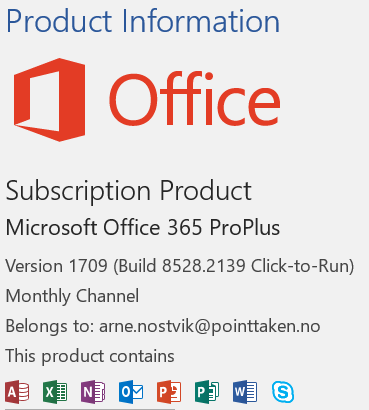 Product Information
Office
Subscription Product
Microsoft Office 365 ProPlus
Version 1709 (Build 8528.2139 Click-to-Run)
Monthly Channel
Belongs to: arne.nostvik@pointtaken.no
This product contains
A X N O P P W S